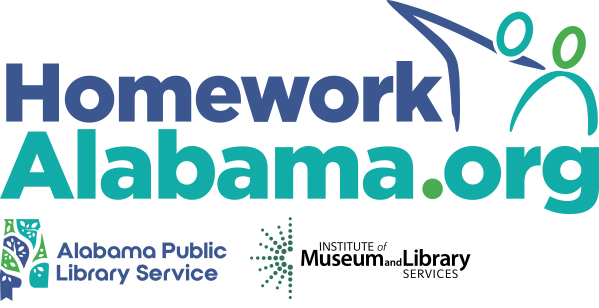 Homework
Alabama.org
Alabama Public
Library Service
INSTITUTE of
Museum and Library
SERVICES